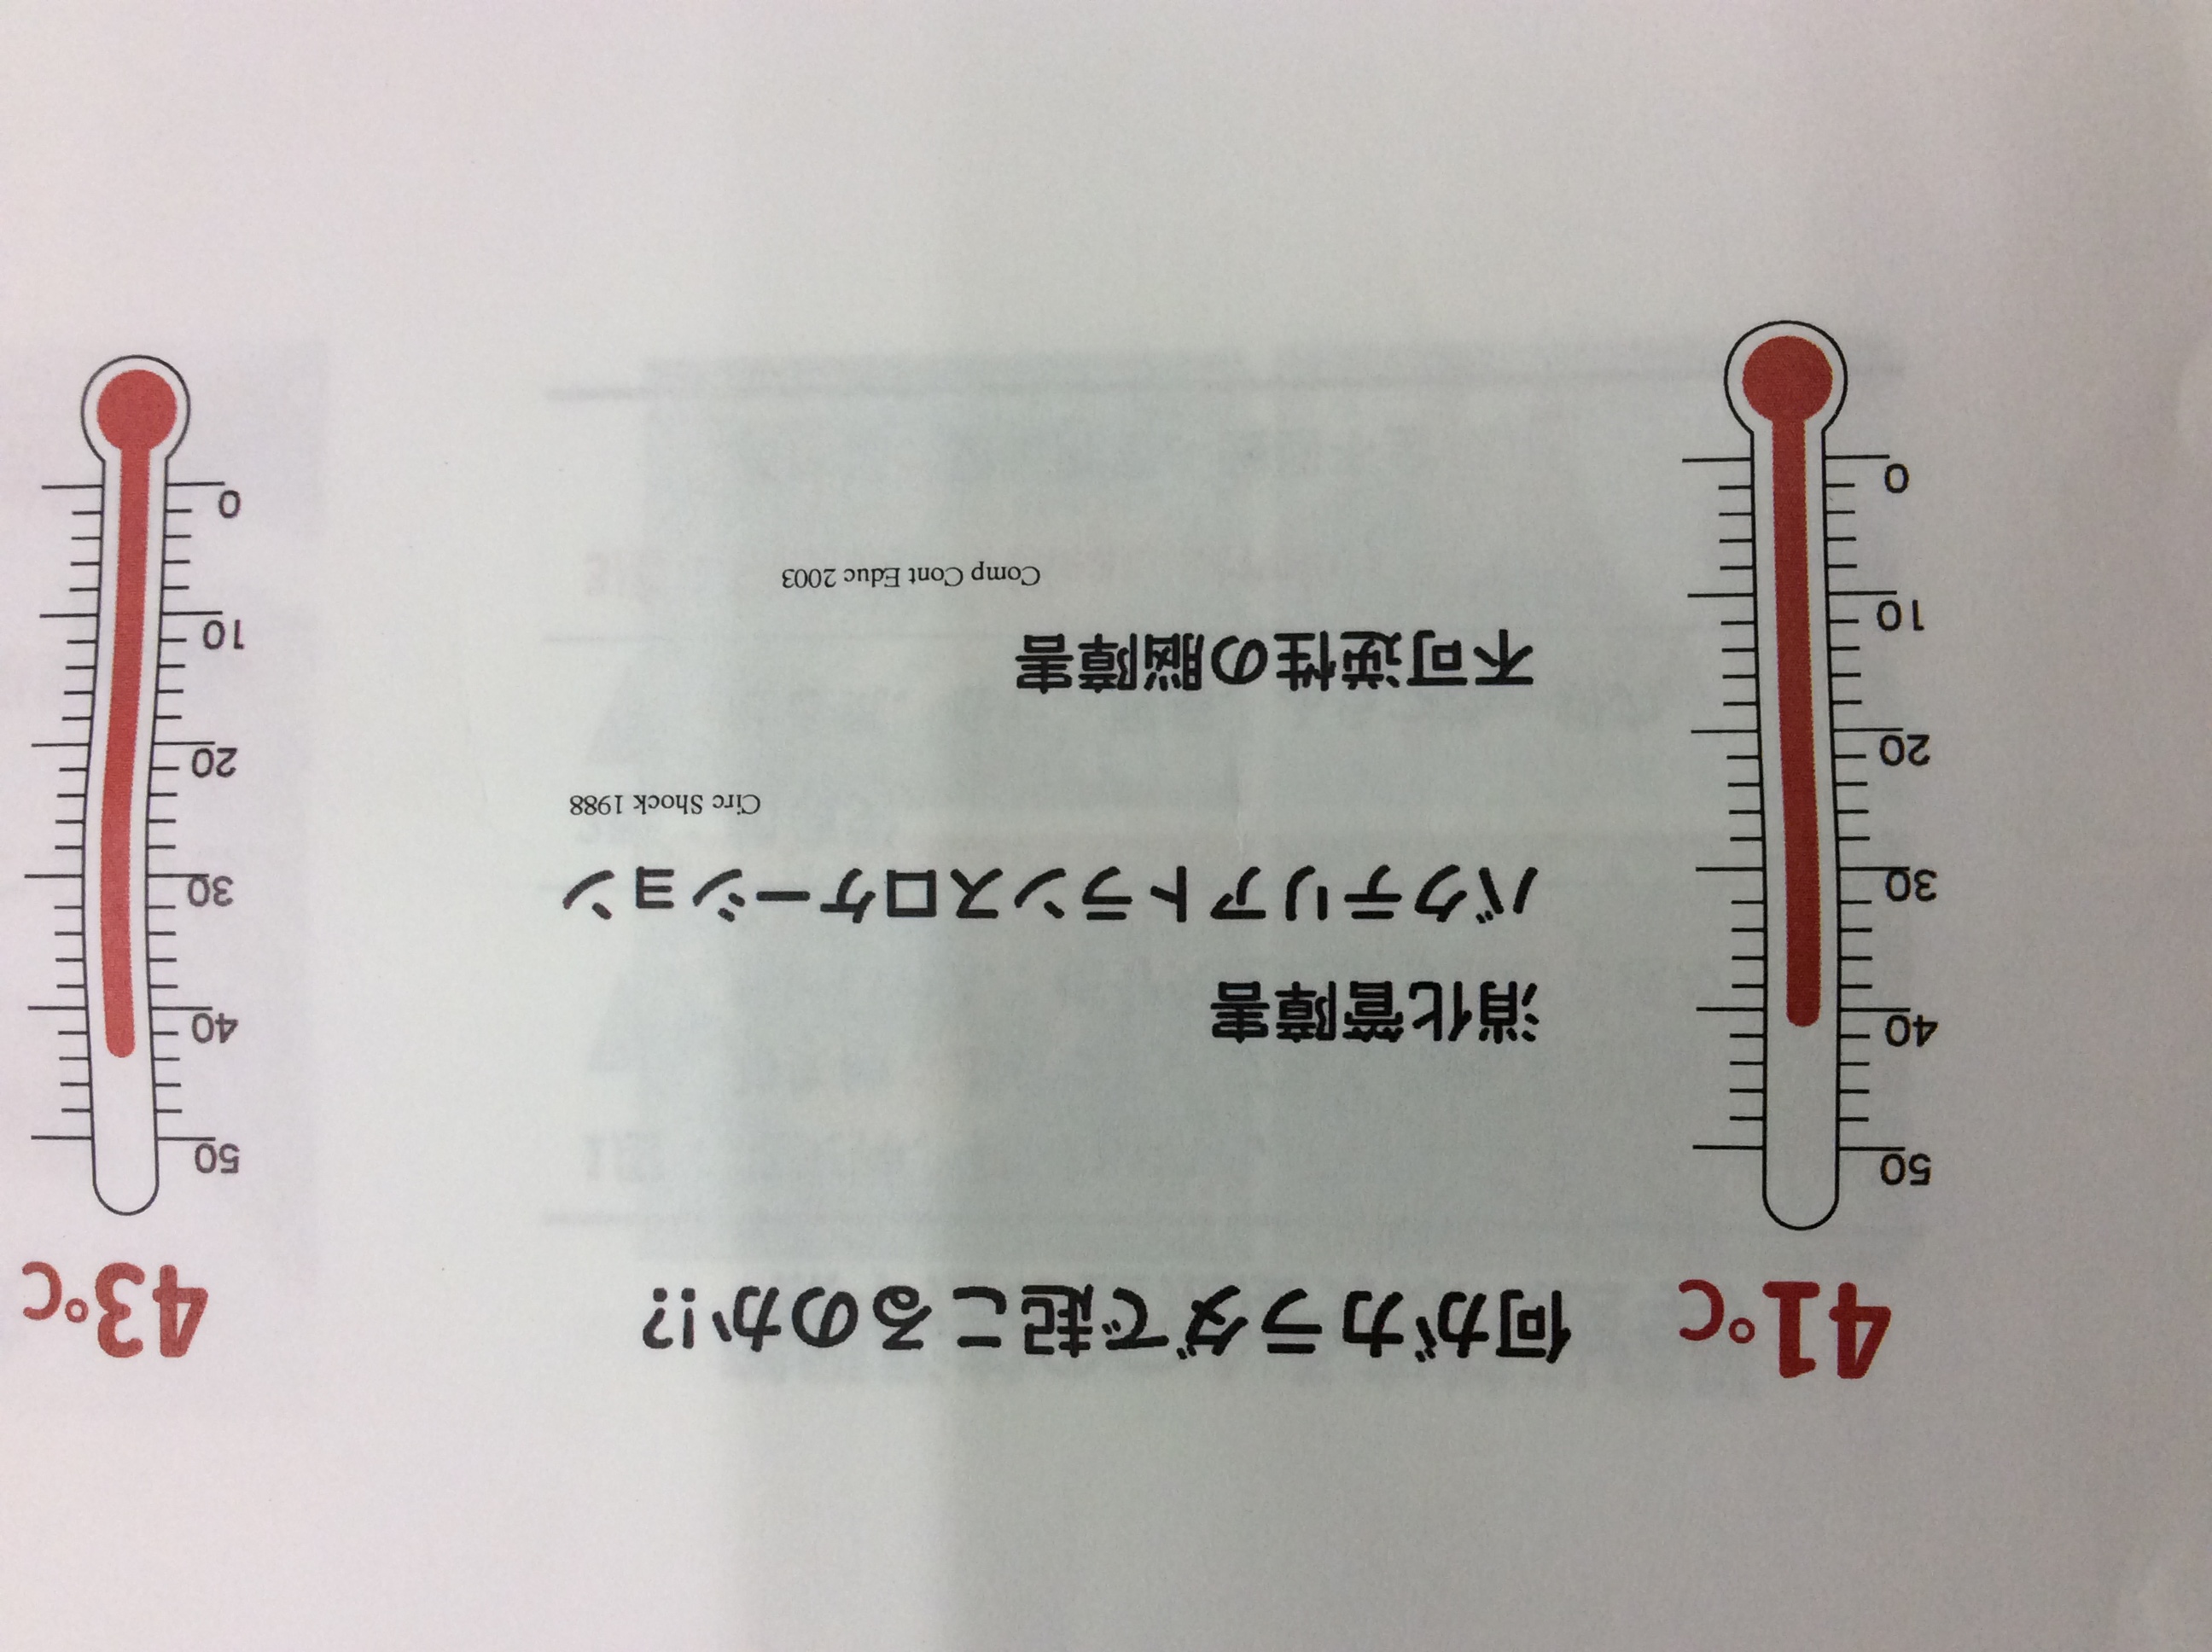 41℃
何がカラダで起こるのか!?
43℃
50
40
30
20
10
0
消化管障害
バクテリアトランスロケーション
Circ Shock 1988
不可逆性の脳障害
Comp Cont Educ 2003
50
40
30
20
10
0